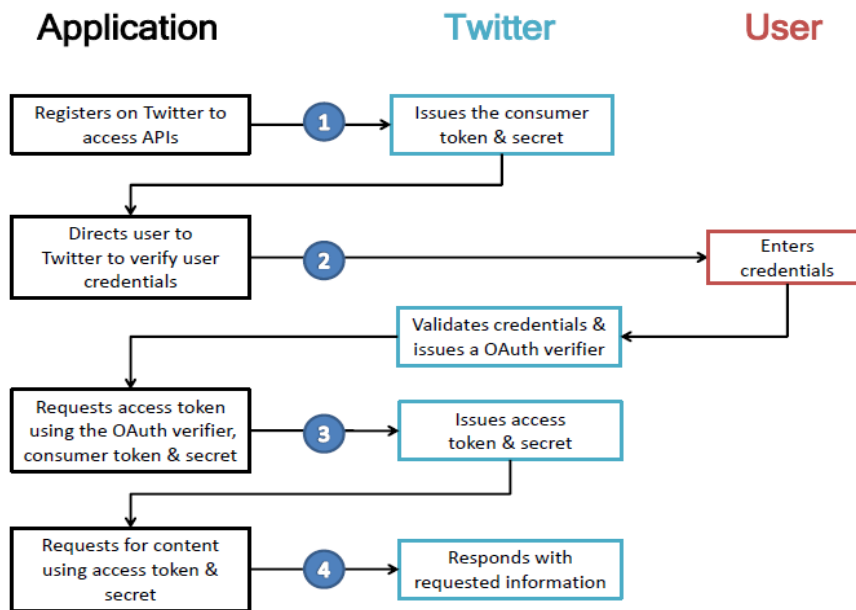 Application Twitter User
Registers on Twitter to
access APIs
1
Issues the consumer
token & secret
Directs user to
Twitter to verify user
credentials
2
Enters
credentials
Validates credentials &
issues a OAuth verifier
Requests access token
using the OAuth verifier,
consumer token & secret
3
Issues access
token & secret
Requests for content
using access token &
secret
4
Responds with
requested information